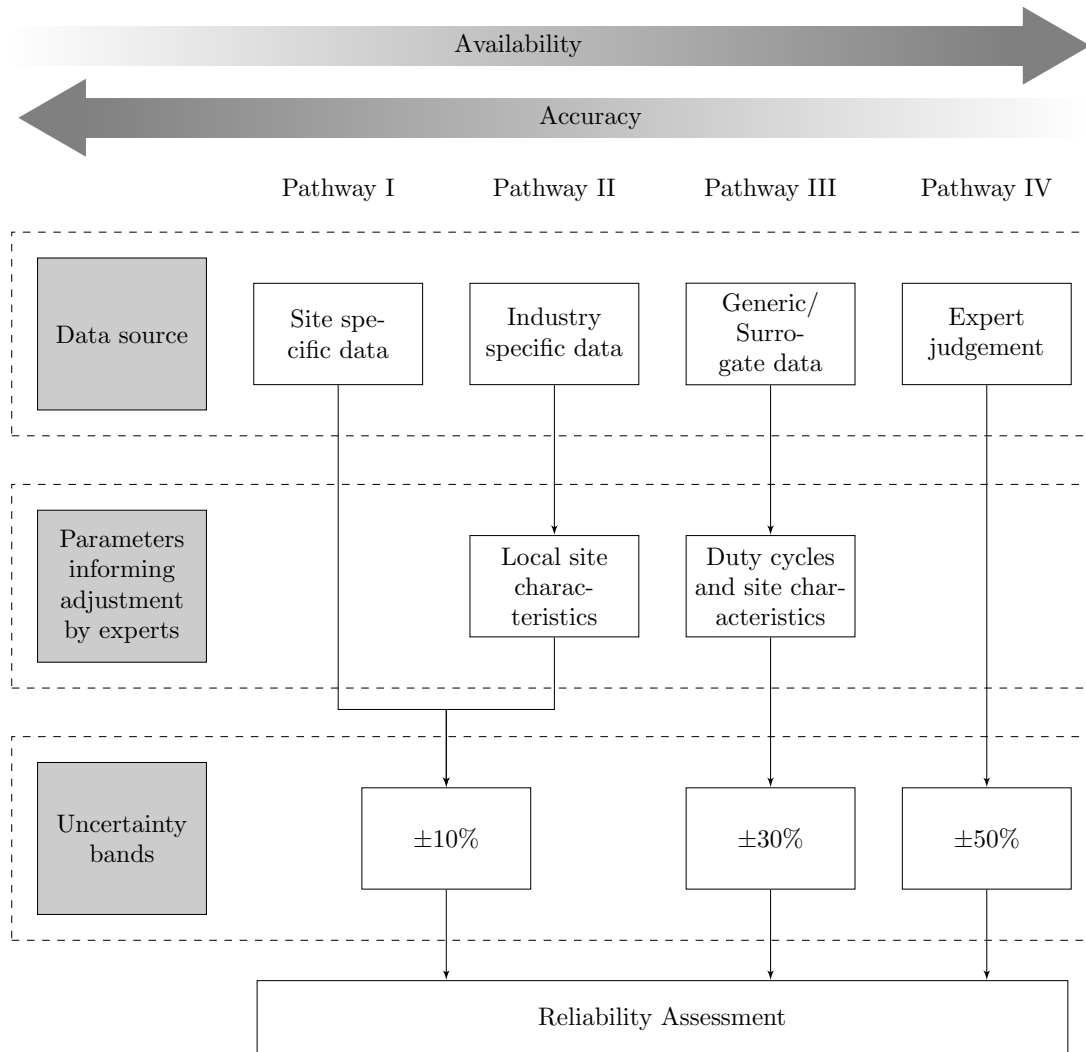 Availability
Accuracy
Pathway I
Pathway II
Pathway III
Pathway IV
Data source
Site spe-
cific data
Industry
specific data
Generic/
Surro-
gate data
Expert
judgement
Parameters
informing
adjustment
by experts
Local site
charac-
teristics
Duty cycles
and site char-
acteristics
Uncertainty
bands
±10%
±30%
±50%
Reliability Assessment